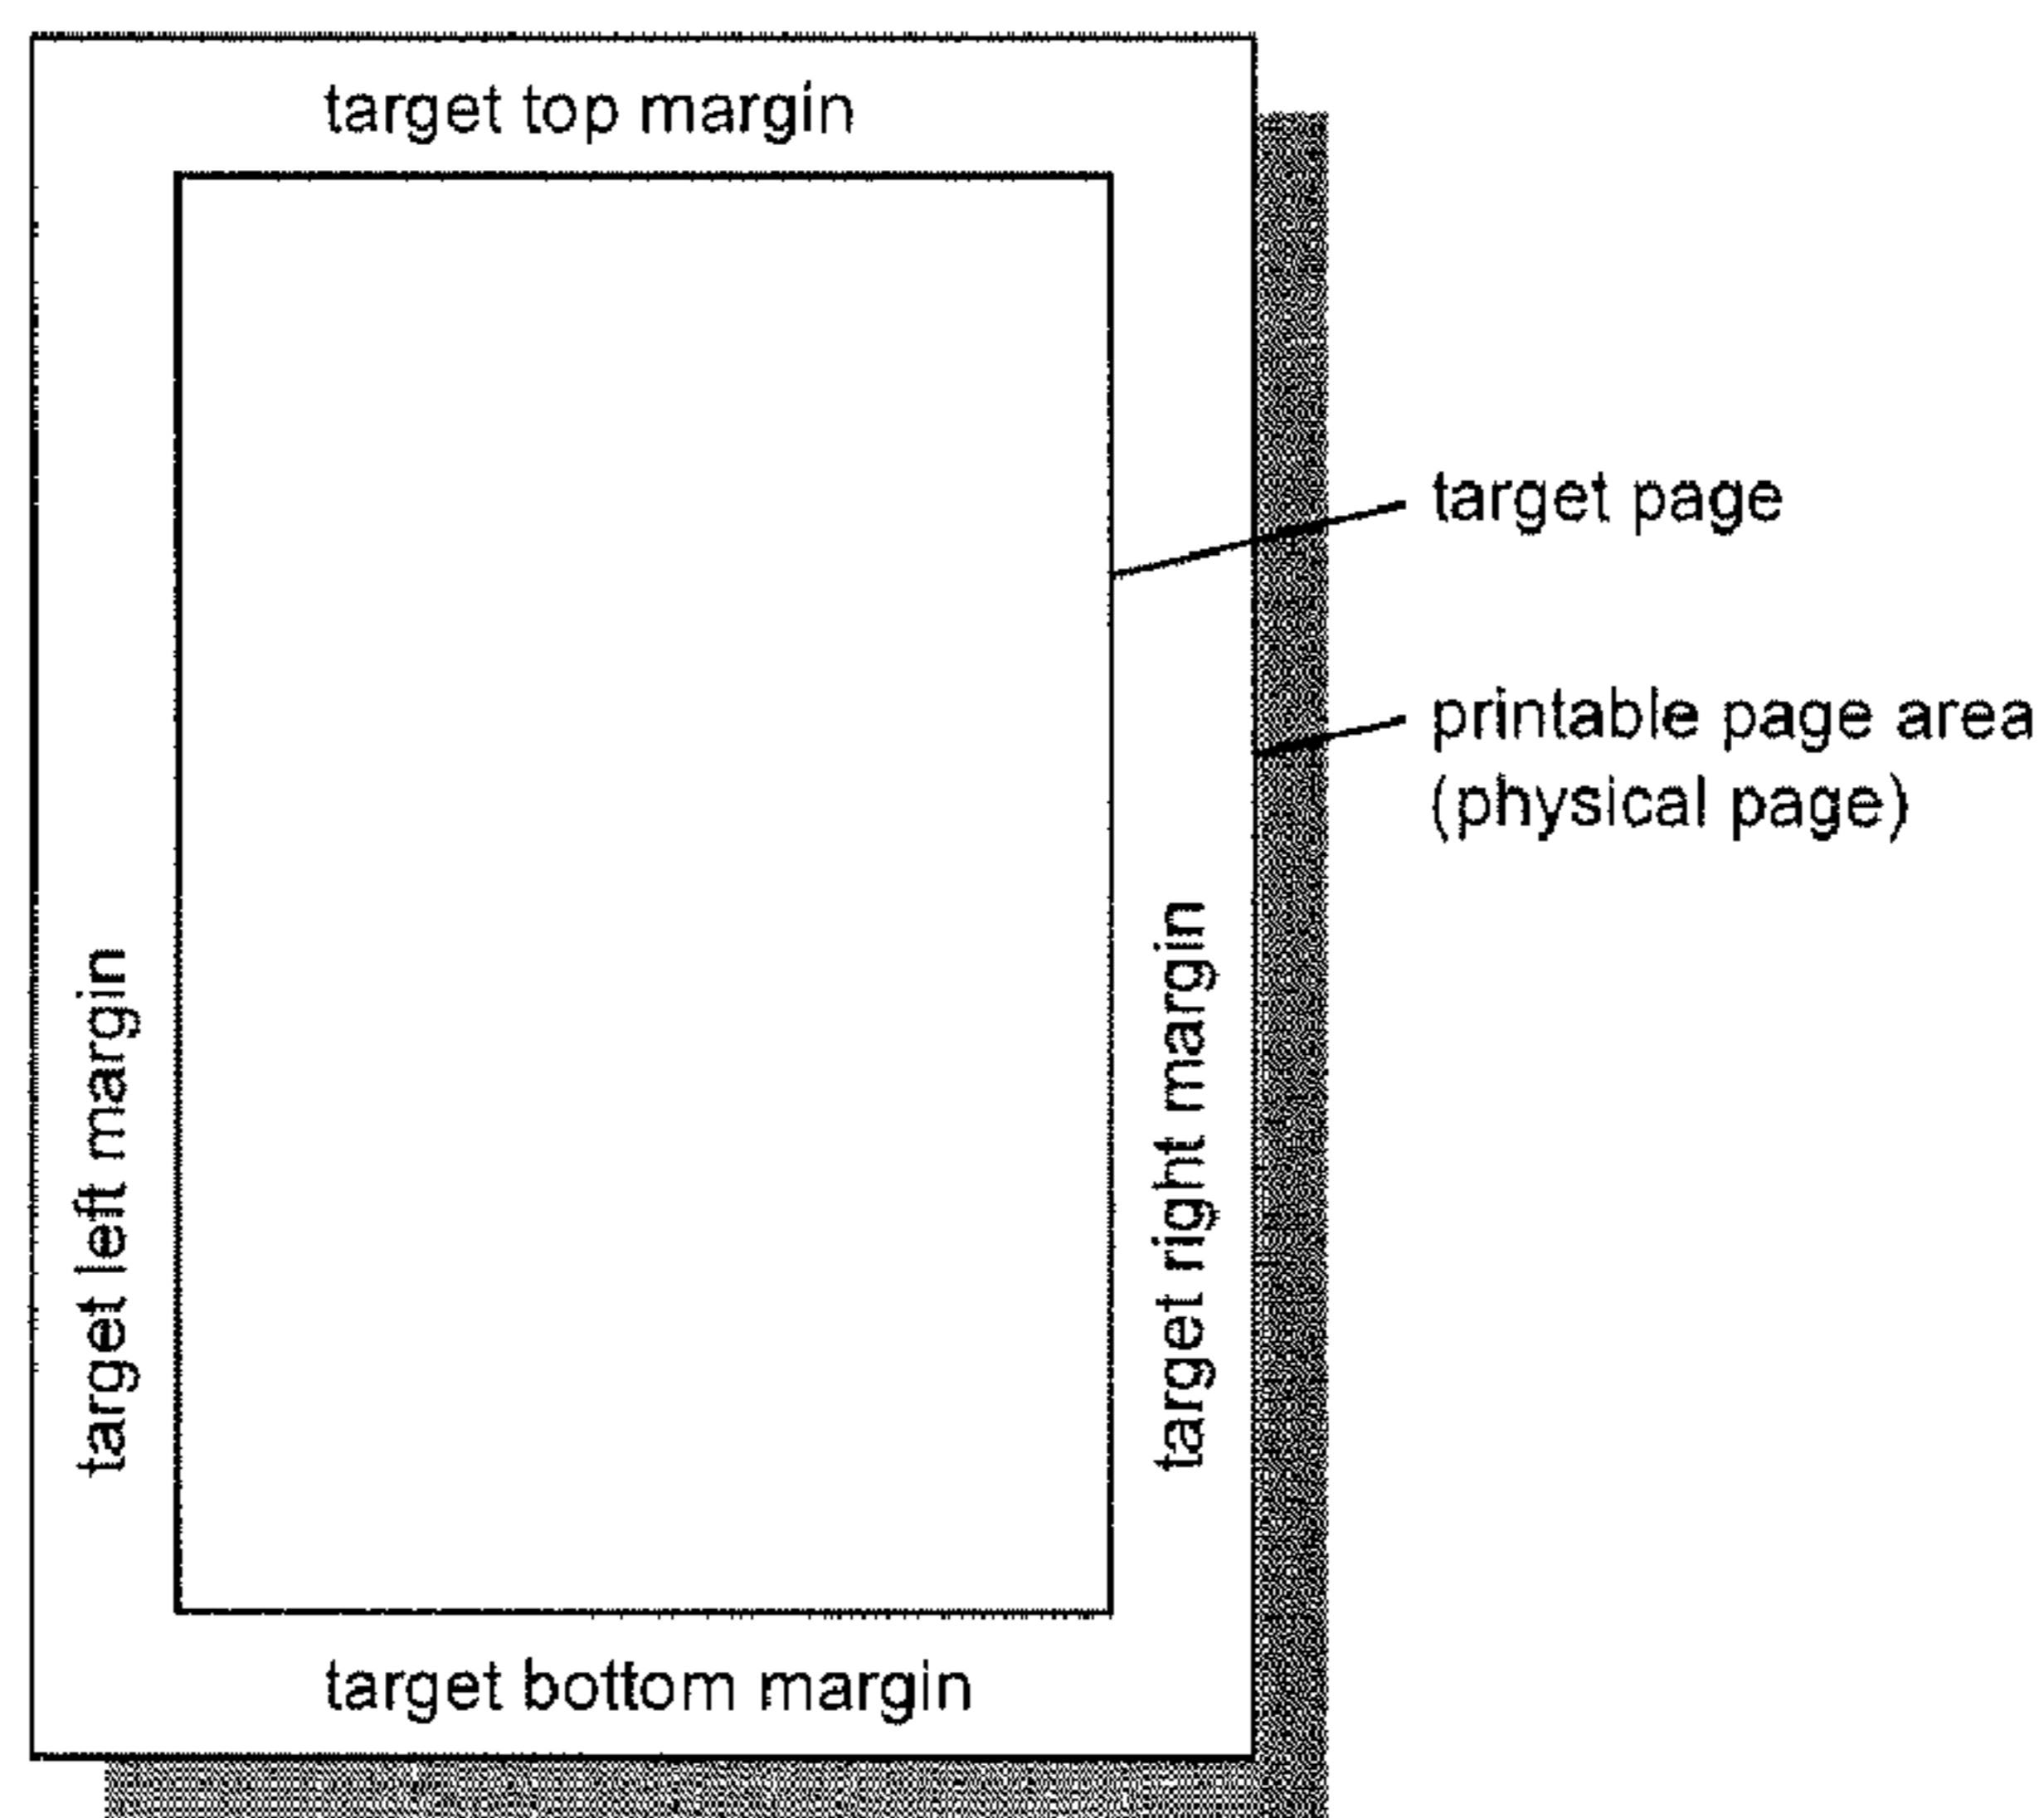 target top margin
target page
printable page area
(physical page)
target left margin
target right margin
target bottom margin